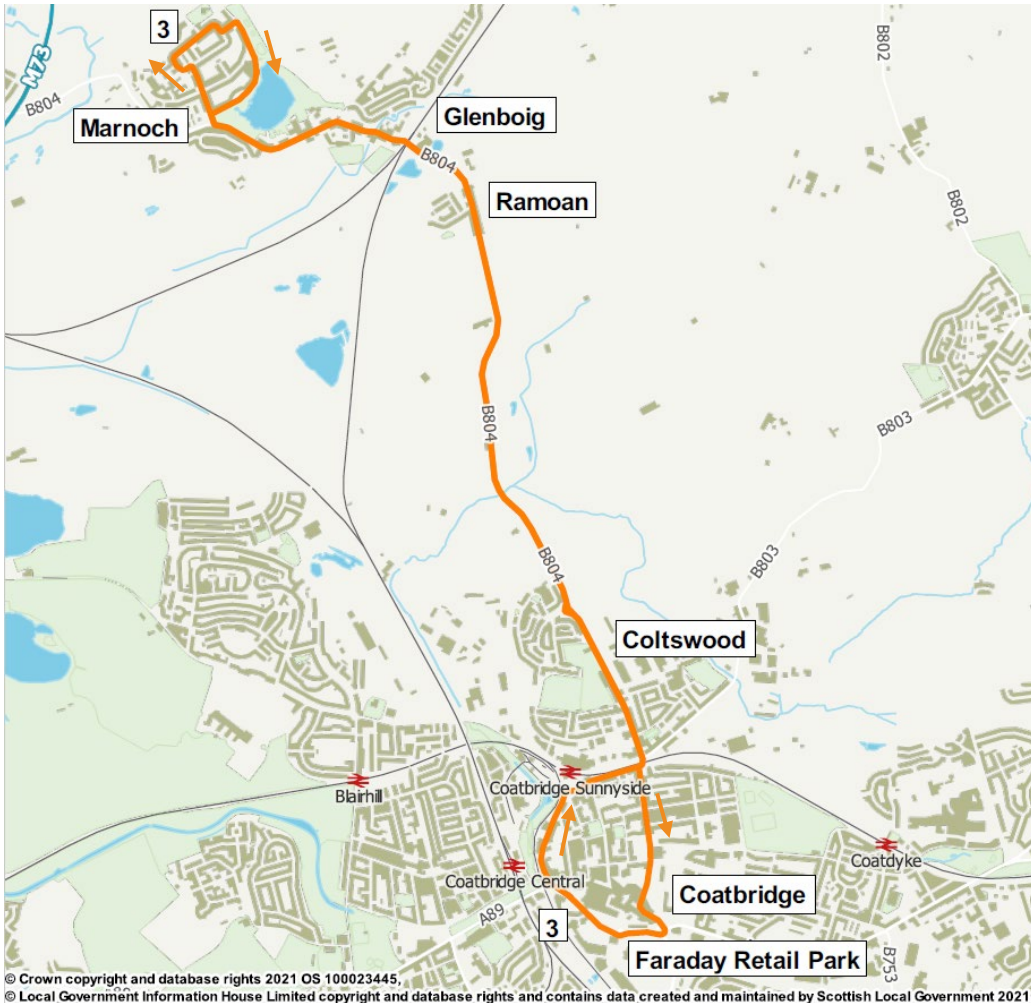 3
M73
B804
Marnoch
Glenboig
B804
Ramoan
B802
B802
B804
B803
B804
B803
Coltswood
Coatbridge Sunnyside
Blairhill
Coatdyke
Coatbridge Central
Coatbridge
A89
3
Faraday Retail Park
B753
© Crown copyright and database rights 2021 OS 100023445,
© Local Government Information House Limited copyright and database rights and contains data created and maintained by Scottish Local Government 2021